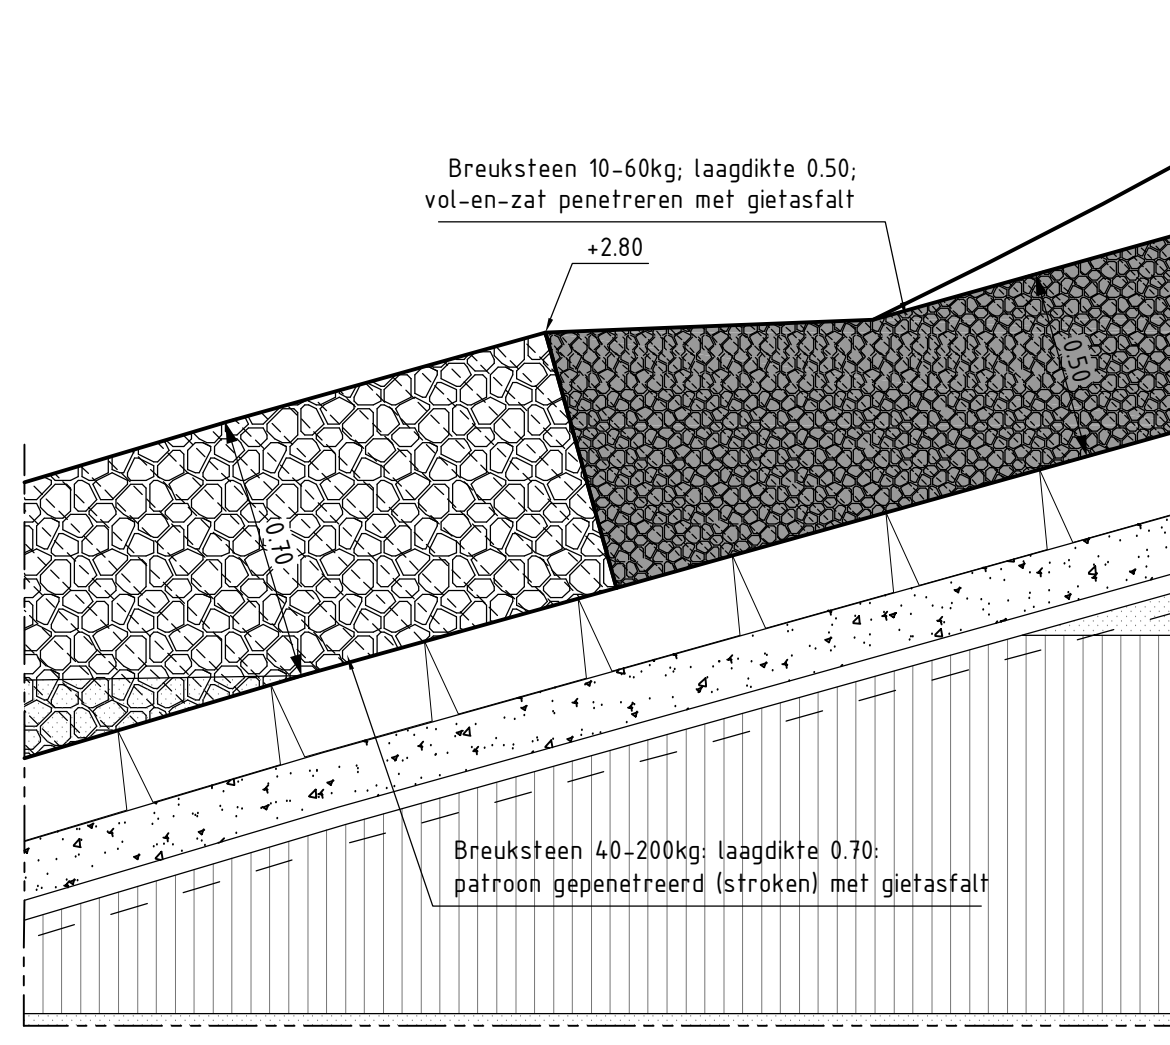 Breuksteen 10-60kg; laagdikte 0.50;
vol-en-zat penetreren met gietasfalt
+2.80
0.50
0.70
Breuksteen 40-200kg: laagdikte 0.70:
patroon gepenetreerd (stroken) met gietasfalt